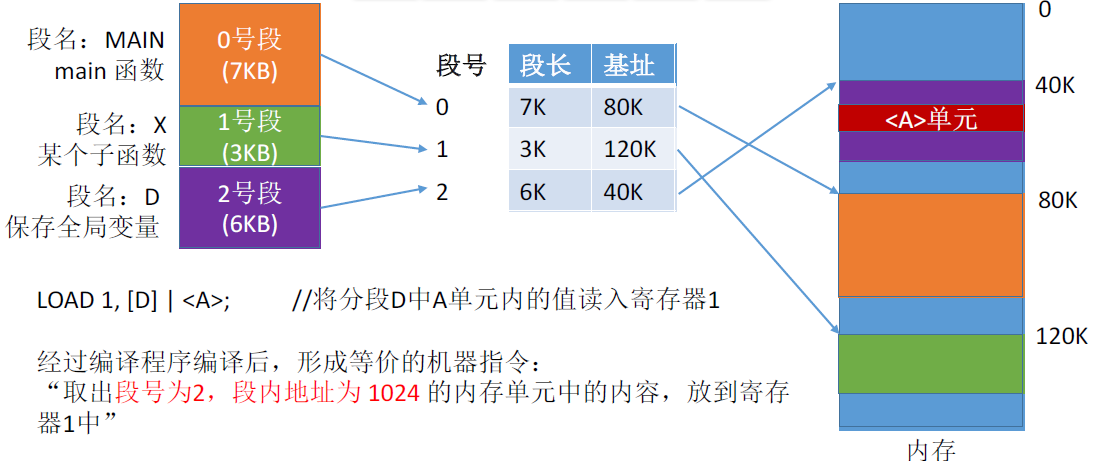 段名：MAIN
main 函数
0号段
(7KB)
段名：X
某个子函数
1号段
(3KB)
段名：D
保存全局变量
2号段
(6KB)
段号 段长 基址
0 7K 80K
1 3K 120K
2 6K 40K
0
40K
<A>单元
80K
120K
内存
LOAD 1, [D] | <A>; //将分段D中A单元内的值读入寄存器1
经过编译程序编译后，形成等价的机器指令：
“取出段号为2，段内地址为 1024 的内存单元中的内容，放到寄存
器1中”